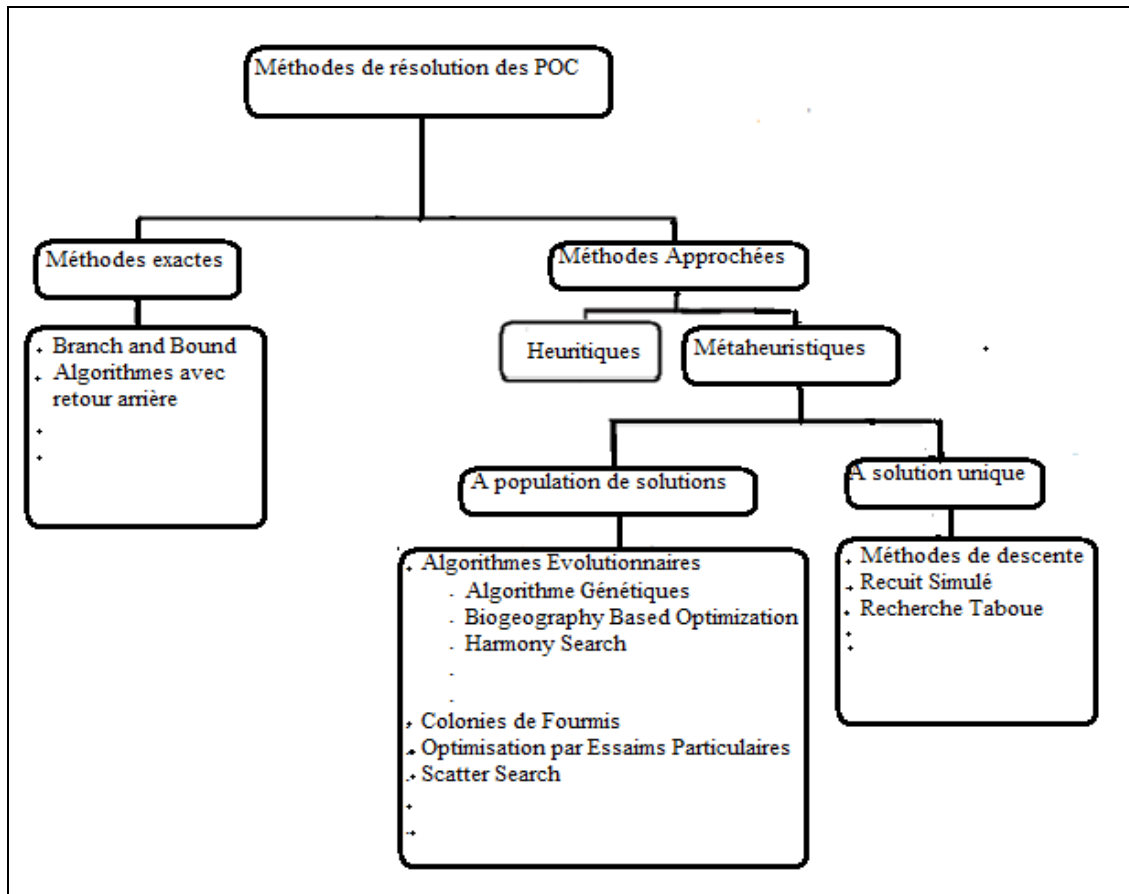 Méthodes de résolution des POC
Méthodes exactes
Méthodes Approchées
Branch and Bound
Algorithmes avec
retour arrière
Heuritiques
Métaheuristiques
A population de solutions
A solution unique
Algorithmes Evolutionnaires
Algorithme Génétiques
Biogeography Based Optimization
Harmony Search
Colonies de Fourmis
Optimisation par Essaims Particulaires
Scatter Search
Méthodes de descente
Recuit Simulé
Recherche Taboue